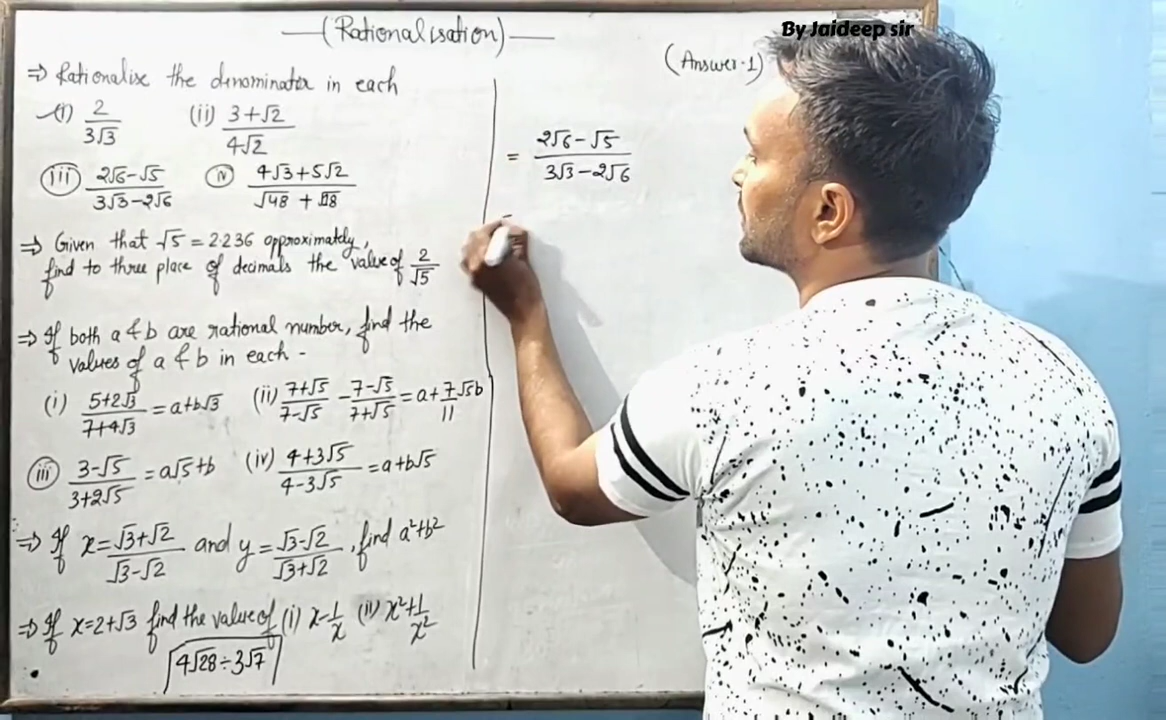 By Jaideep sir
(Rationalisation)
(Answer-1)
⇒ Rationalise the denominator in each
(i) 2/(3√3) (ii) (3+√2)/(4√2)
(iii) (2√6-√5)/(3√3-2√6) (iv) (4√3+5√2)/(√48+√18)
⇒ Given that √5 = 2.236 approximately,
find to three place of decimals the value of 2/√5
⇒ If both a & b are rational number, find the
values of a & b in each -
(i) (5+2√3)/(7+4√3) = a+b√3 (ii) (7+√5)/(7-√5) - (7-√5)/(7+√5) = a+7/11 √5b
(iii) (3-√5)/(3+2√5) = a√5+b (iv) (4+3√5)/(4-3√5) = a+b√5
⇒ If x = (√3+√2)/(√3-√2) and y = (√3-√2)/(√3+√2), find a²+b²
⇒ If x=2+√3 find the value of (i) x-1/x (ii) x²+1/x²
4√28÷3√7
= (2√6-√5)/(3√3-2√6)